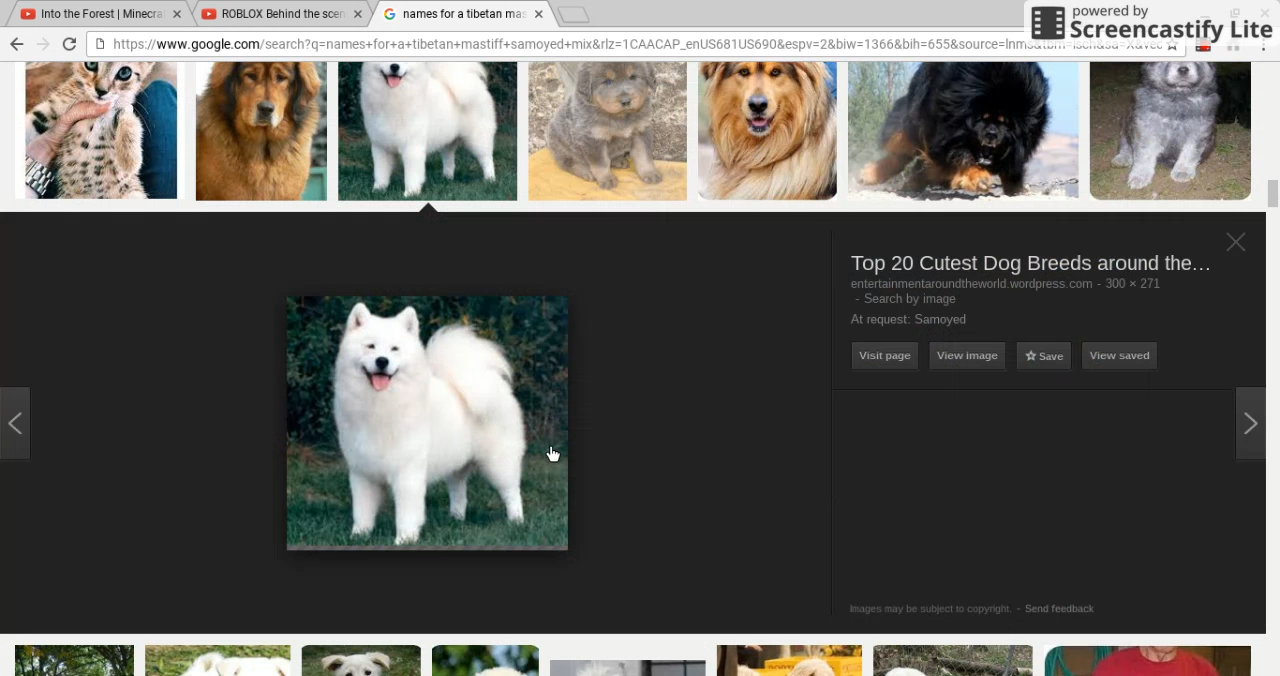 Into the Forest | Minecra
ROBLOX Behind the scen
names for a tibetan mas
powered by
Screencastify Lite
https://www.google.com/search?q=names+for+a+tibetan+mastiff+samoyed+mix&rlz=1CAACAP_enUS681US690&espv=2&biw=1366&bih=655&source=lnms&tbm=isch&sa=X&ved
Top 20 Cutest Dog Breeds around the…
entertainmentaroundtheworld.wordpress.com - 300 × 271
- Search by image
At request: Samoyed
Visit page View image Save View saved
Images may be subject to copyright. - Send feedback